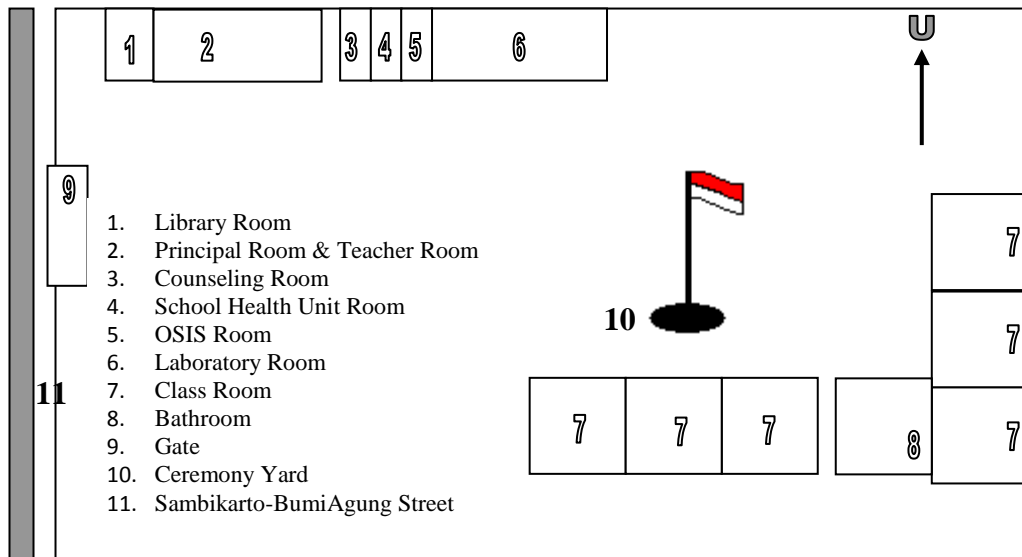 1 2 3 4 5 6 U
9
7
1. Library Room
2. Principal Room & Teacher Room
3. Counseling Room
4. School Health Unit Room
5. OSIS Room
6. Laboratory Room
7. Class Room
8. Bathroom
9. Gate
10. Ceremony Yard
11. Sambikarto-BumiAgung Street
10
7
11
7 7 7 8 7